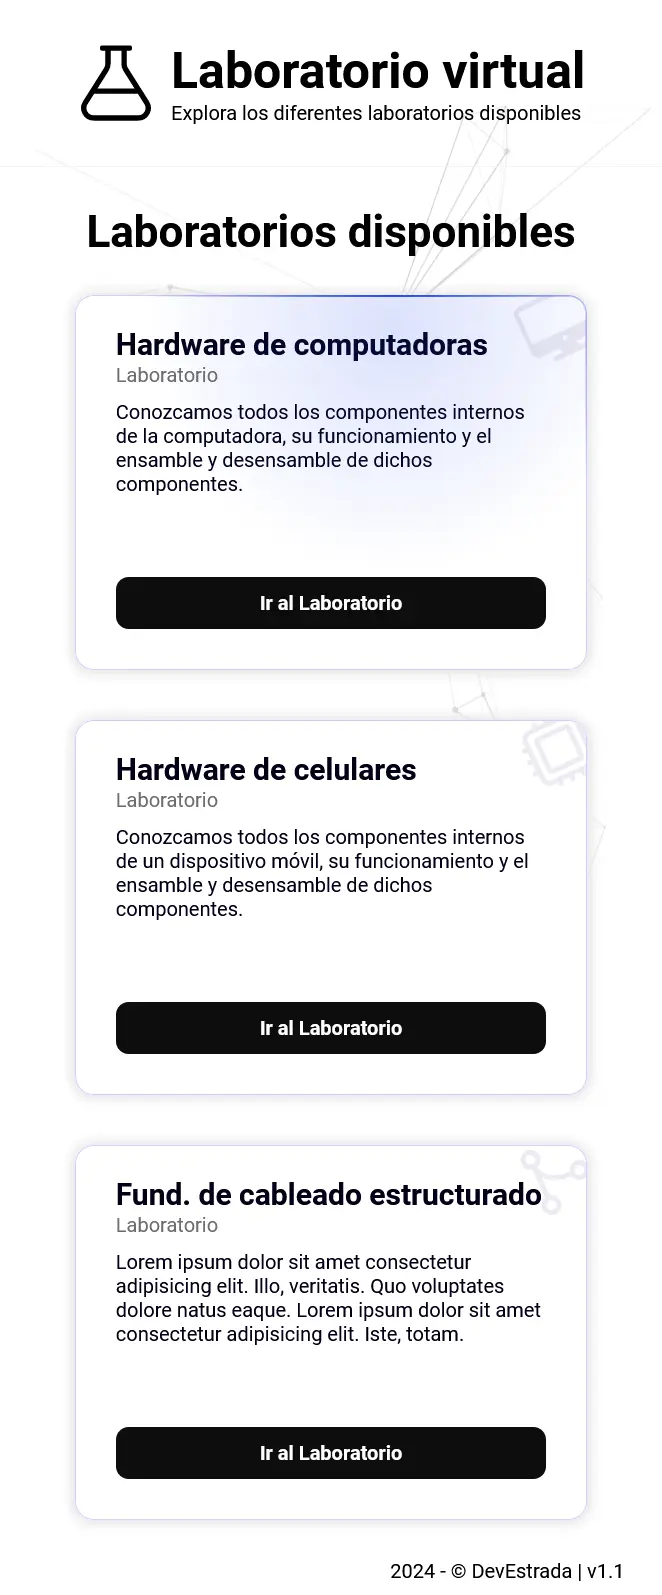 Laboratorio virtual
Explora los diferentes laboratorios disponibles
Laboratorios disponibles
Hardware de computadoras
Laboratorio
Conozcamos todos los componentes internos
de la computadora, su funcionamiento y el
ensamble y desensamble de dichos
componentes.
Ir al Laboratorio
Hardware de celulares
Laboratorio
Conozcamos todos los componentes internos
de un dispositivo móvil, su funcionamiento y el
ensamble y desensamble de dichos
componentes.
Ir al Laboratorio
Fund. de cableado estructurado
Laboratorio
Lorem ipsum dolor sit amet consectetur
adipisicing elit. Illo, veritatis. Quo voluptates
dolore natus eaque. Lorem ipsum dolor sit amet
consectetur adipisicing elit. Iste, totam.
Ir al Laboratorio
2024 - © DevEstrada | v1.1